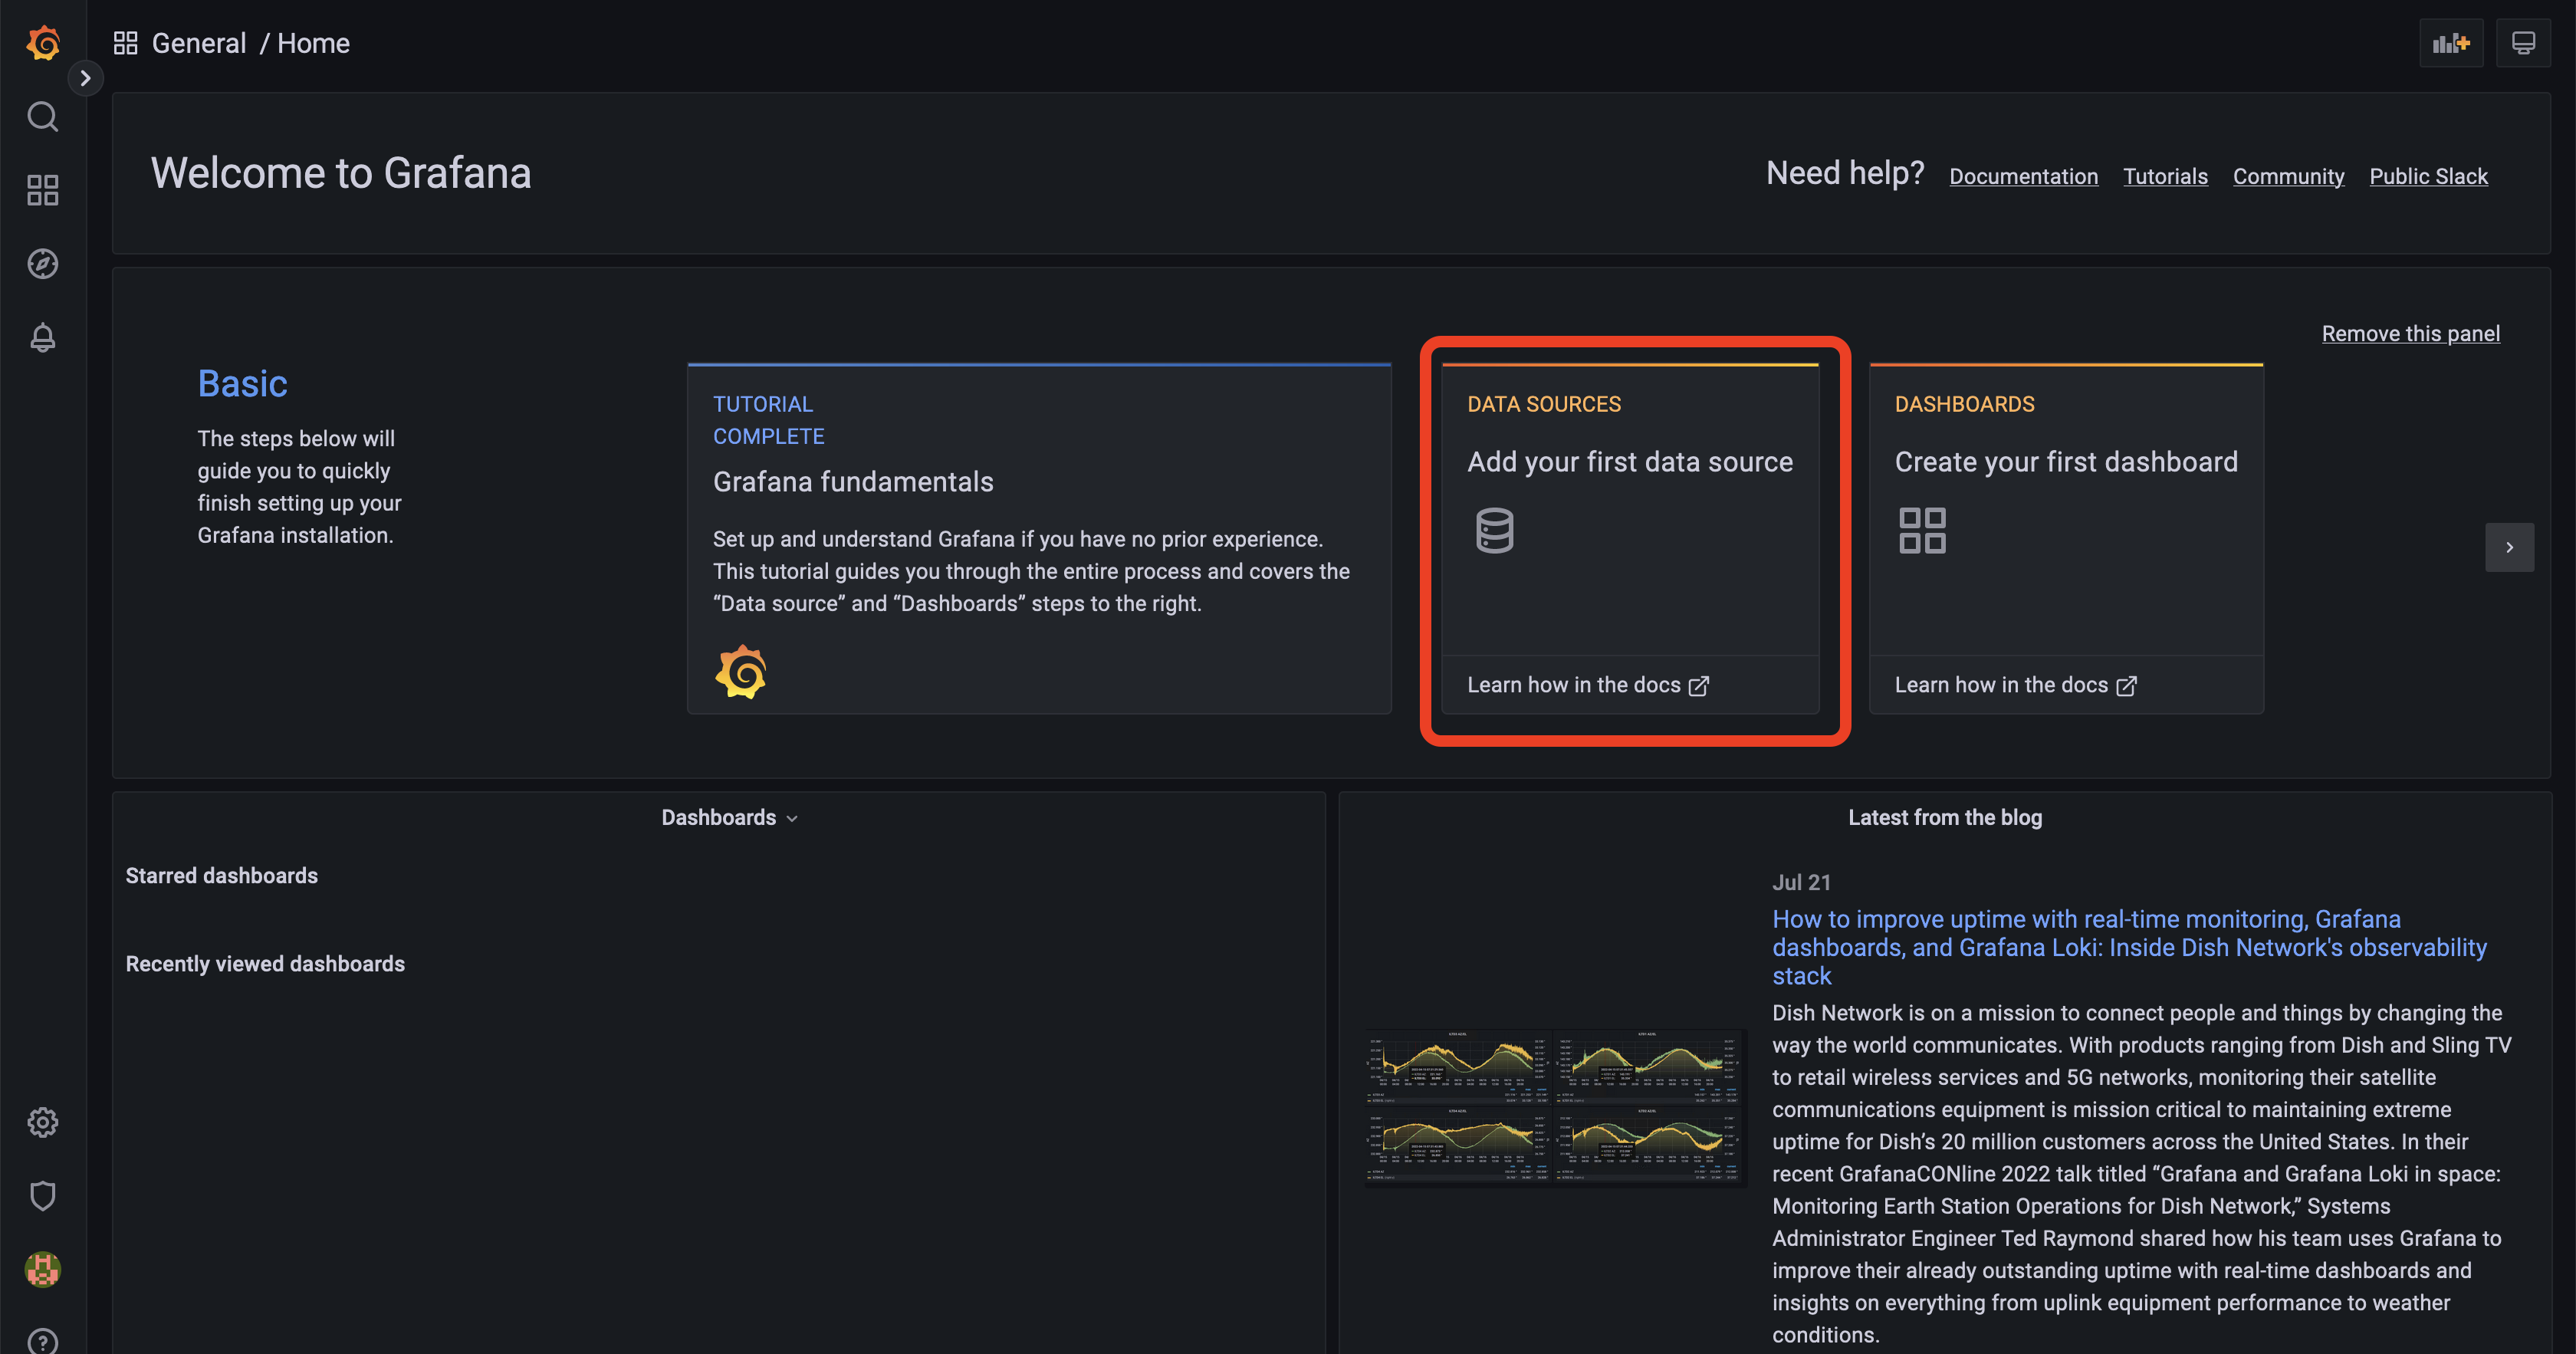 General / Home
Welcome to Grafana
Need help? Documentation Tutorials Community Public Slack
Remove this panel
Basic
The steps below will
guide you to quickly
finish setting up your
Grafana installation.
TUTORIAL
COMPLETE
Grafana fundamentals
Set up and understand Grafana if you have no prior experience.
This tutorial guides you through the entire process and covers the
“Data source” and “Dashboards” steps to the right.
DATA SOURCES
Add your first data source
Learn how in the docs
DASHBOARDS
Create your first dashboard
Learn how in the docs
Dashboards
Starred dashboards
Recently viewed dashboards
Latest from the blog
Jul 21
How to improve uptime with real-time monitoring, Grafana
dashboards, and Grafana Loki: Inside Dish Network's observability
stack
Dish Network is on a mission to connect people and things by changing the
way the world communicates. With products ranging from Dish and Sling TV
to retail wireless services and 5G networks, monitoring their satellite
communications equipment is mission critical to maintaining extreme
uptime for Dish’s 20 million customers across the United States. In their
recent GrafanaCONline 2022 talk titled “Grafana and Grafana Loki in space:
Monitoring Earth Station Operations for Dish Network,” Systems
Administrator Engineer Ted Raymond shared how his team uses Grafana to
improve their already outstanding uptime with real-time dashboards and
insights on everything from uplink equipment performance to weather
conditions.